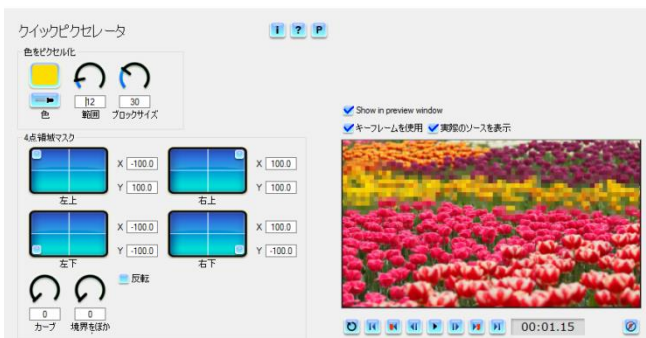 クイックピクセレータ
i ? P
色をピクセル化
12 30
色 範囲 ブロックサイズ
Show in preview window
キーフレームを使用 実際のソースを表示
4点領域マスク
X -100.0 X 100.0
Y 100.0 Y 100.0
左上 右上
X -100.0 X 100.0
Y -100.0 Y -100.0
左下 右下
反転
0 0
カーブ 境界をぼか
00:01.15